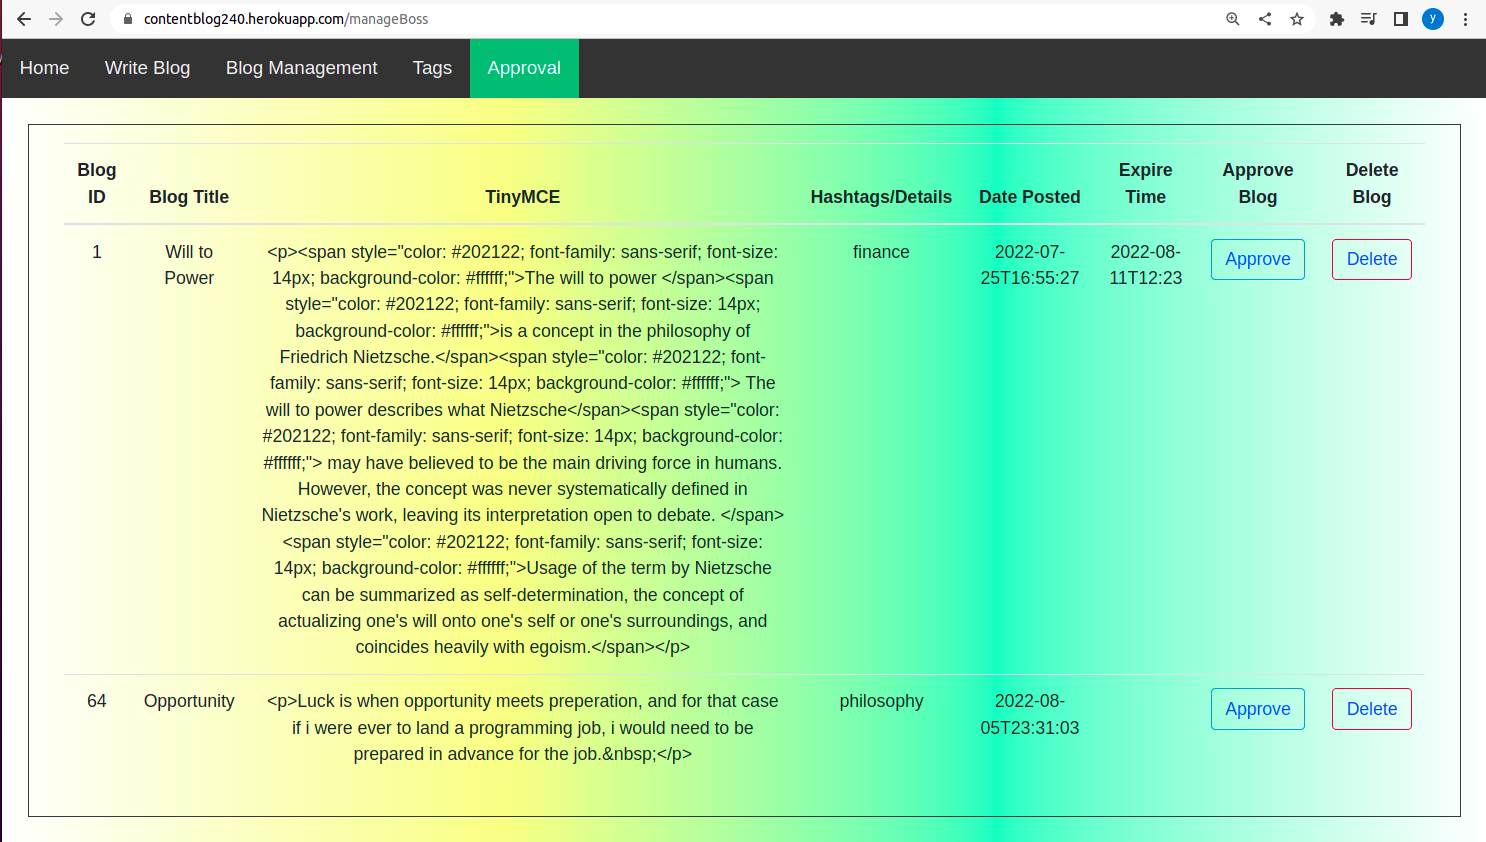 contentblog240.herokuapp.com/manageBoss
y
Home Write Blog Blog Management Tags Approval
Blog ID Blog Title TinyMCE Hashtags/Details Date Posted Expire Time Approve Blog Delete Blog
1
Will to
Power
<p><span style="color: #202122; font-family: sans-serif; font-size:
14px; background-color: #ffffff;">The will to power </span><span
style="color: #202122; font-family: sans-serif; font-size: 14px;
background-color: #ffffff;">is a concept in the philosophy of
Friedrich Nietzsche.</span><span style="color: #202122; font-
family: sans-serif; font-size: 14px; background-color: #ffffff;"> The
will to power describes what Nietzsche</span><span style="color:
#202122; font-family: sans-serif; font-size: 14px; background-color:
#ffffff;"> may have believed to be the main driving force in humans.
However, the concept was never systematically defined in
Nietzsche's work, leaving its interpretation open to debate. </span>
<span style="color: #202122; font-family: sans-serif; font-size:
14px; background-color: #ffffff;">Usage of the term by Nietzsche
can be summarized as self-determination, the concept of
actualizing one's will onto one's self or one's surroundings, and
coincides heavily with egoism.</span></p>
finance
2022-07-
25T16:55:27
2022-08-
11T12:23
Approve
Delete
64
Opportunity
<p>Luck is when opportunity meets preperation, and for that case
if i were ever to land a programming job, i would need to be
prepared in advance for the job.&nbsp;</p>
philosophy
2022-08-
05T23:31:03
Approve
Delete